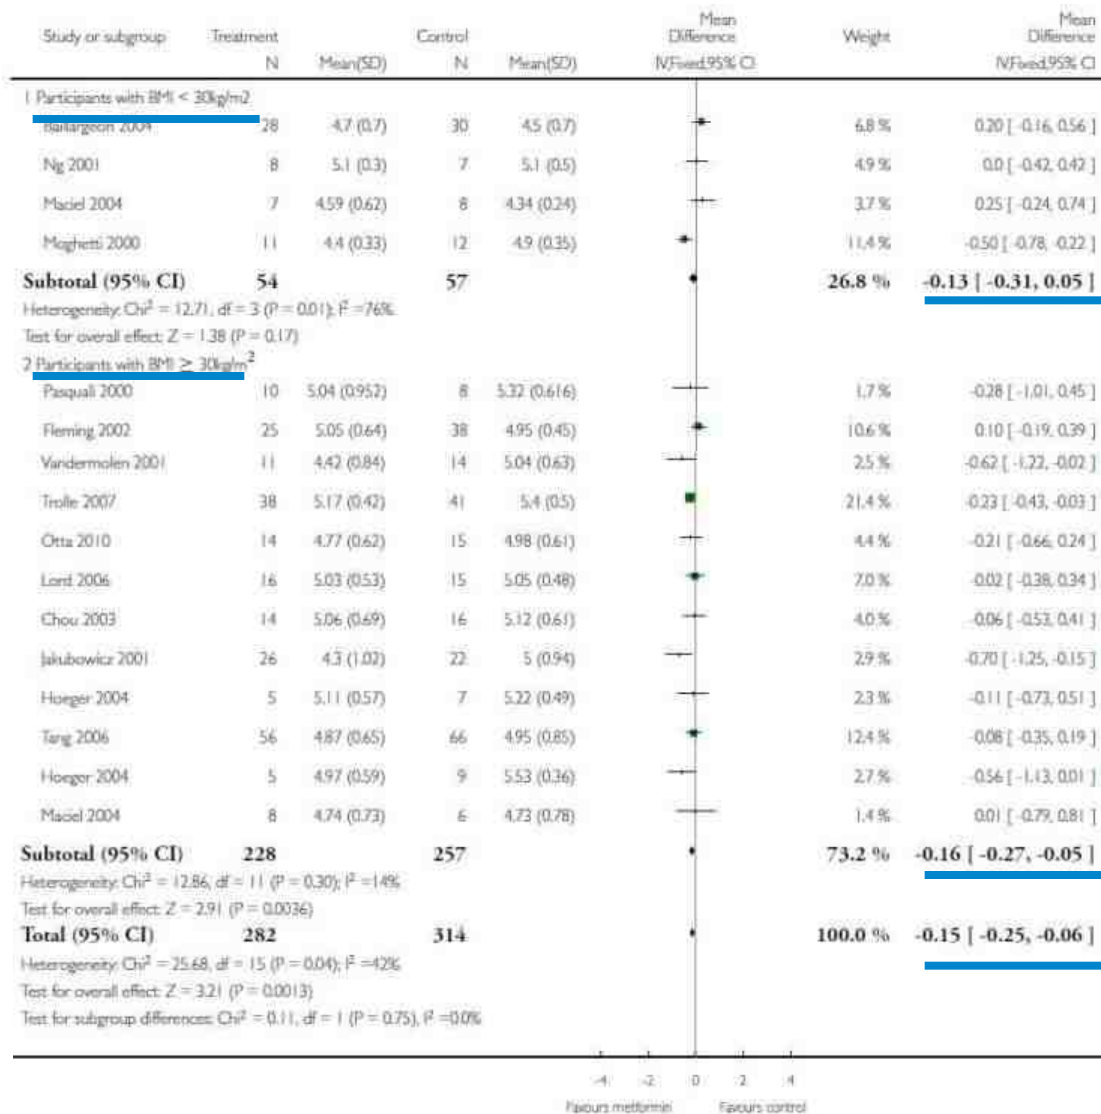 Study or subgroup Treatment Control Mean Difference Weight Mean Difference
N Mean(SD) N Mean(SD) IV,Fixed,95% CI IV,Fixed,95% CI
1 Participants with BMI < 30kg/m2
Baillargeon 2004 28 4.7 (0.7) 30 4.5 (0.7) 6.8 % 0.20 [ -0.16, 0.56 ]
Ng 2001 8 5.1 (0.3) 7 5.1 (0.5) 4.9 % 0.0 [ -0.42, 0.42 ]
Maciel 2004 7 4.59 (0.62) 8 4.34 (0.24) 3.7 % 0.25 [ -0.24, 0.74 ]
Moghetti 2000 11 4.4 (0.33) 12 4.9 (0.35) 11.4 % -0.50 [ -0.78, -0.22 ]
Subtotal (95% CI) 54 57 26.8 % -0.13 [ -0.31, 0.05 ]
Heterogeneity: Chi² = 12.71, df = 3 (P = 0.01); I² =76%
Test for overall effect: Z = 1.38 (P = 0.17)
2 Participants with BMI ≥ 30kg/m²
Pasquali 2000 10 5.04 (0.952) 8 5.32 (0.616) 1.7 % -0.28 [ -1.01, 0.45 ]
Fleming 2002 25 5.05 (0.64) 38 4.95 (0.45) 10.6 % 0.10 [ -0.19, 0.39 ]
Vandermolen 2001 11 4.42 (0.84) 14 5.04 (0.63) 2.5 % -0.62 [ -1.22, -0.02 ]
Trolle 2007 38 5.17 (0.42) 41 5.4 (0.5) 21.4 % -0.23 [ -0.43, -0.03 ]
Otta 2010 14 4.77 (0.62) 15 4.98 (0.61) 4.4 % -0.21 [ -0.66, 0.24 ]
Lord 2006 16 5.03 (0.53) 15 5.05 (0.48) 7.0 % -0.02 [ -0.38, 0.34 ]
Chou 2003 14 5.06 (0.69) 16 5.12 (0.61) 4.0 % -0.06 [ -0.53, 0.41 ]
Jakubowicz 2001 26 4.3 (1.02) 22 5 (0.94) 2.9 % -0.70 [ -1.25, -0.15 ]
Hoeger 2004 5 5.11 (0.57) 7 5.22 (0.49) 2.3 % -0.11 [ -0.73, 0.51 ]
Tang 2006 56 4.87 (0.65) 66 4.95 (0.85) 12.4 % -0.08 [ -0.35, 0.19 ]
Hoeger 2004 5 4.97 (0.59) 9 5.53 (0.36) 2.7 % -0.56 [ -1.13, 0.01 ]
Maciel 2004 8 4.74 (0.73) 6 4.73 (0.78) 1.4 % 0.01 [ -0.79, 0.81 ]
Subtotal (95% CI) 228 257 73.2 % -0.16 [ -0.27, -0.05 ]
Heterogeneity: Chi² = 12.86, df = 11 (P = 0.30); I² =14%
Test for overall effect: Z = 2.91 (P = 0.0036)
Total (95% CI) 282 314 100.0 % -0.15 [ -0.25, -0.06 ]
Heterogeneity: Chi² = 25.68, df = 15 (P = 0.04); I² =42%
Test for overall effect: Z = 3.21 (P = 0.0013)
Test for subgroup differences: Chi² = 0.11, df = 1 (P = 0.75), I² =0.0%
-4 -2 0 2 4
Favours metformin Favours control